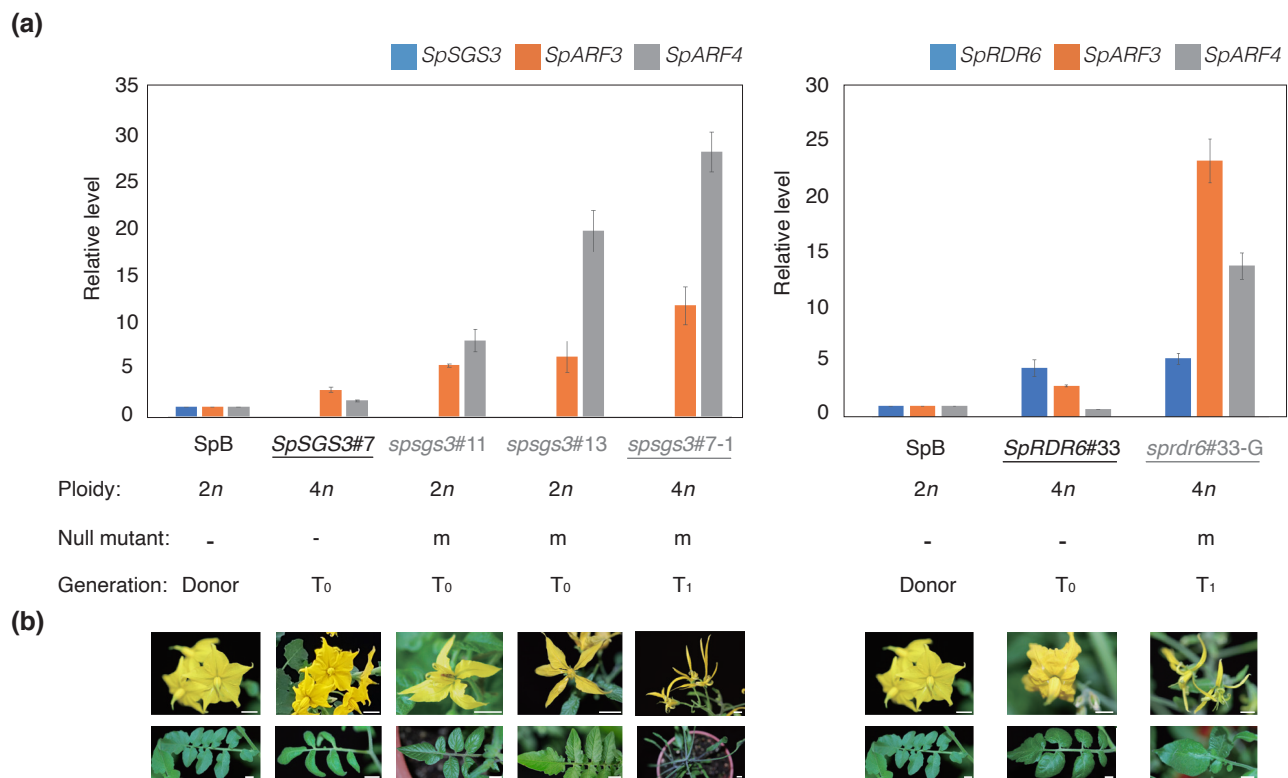 (a)
SpSGS3 SpARF3 SpARF4
SpRDR6 SpARF3 SpARF4
Relative level
35
30
25
20
15
10
5
0
Relative level
30
25
20
15
10
5
0
SpB SpSGS3#7 spsgs3#11 spsgs3#13 spsgs3#7-1 SpB SpRDR6#33 sprdr6#33-G
Ploidy: 2n 4n 2n 2n 4n 2n 4n 4n
Null mutant: - - m m m - - m
Generation: Donor T0 T0 T0 T1 Donor T0 T1
(b)